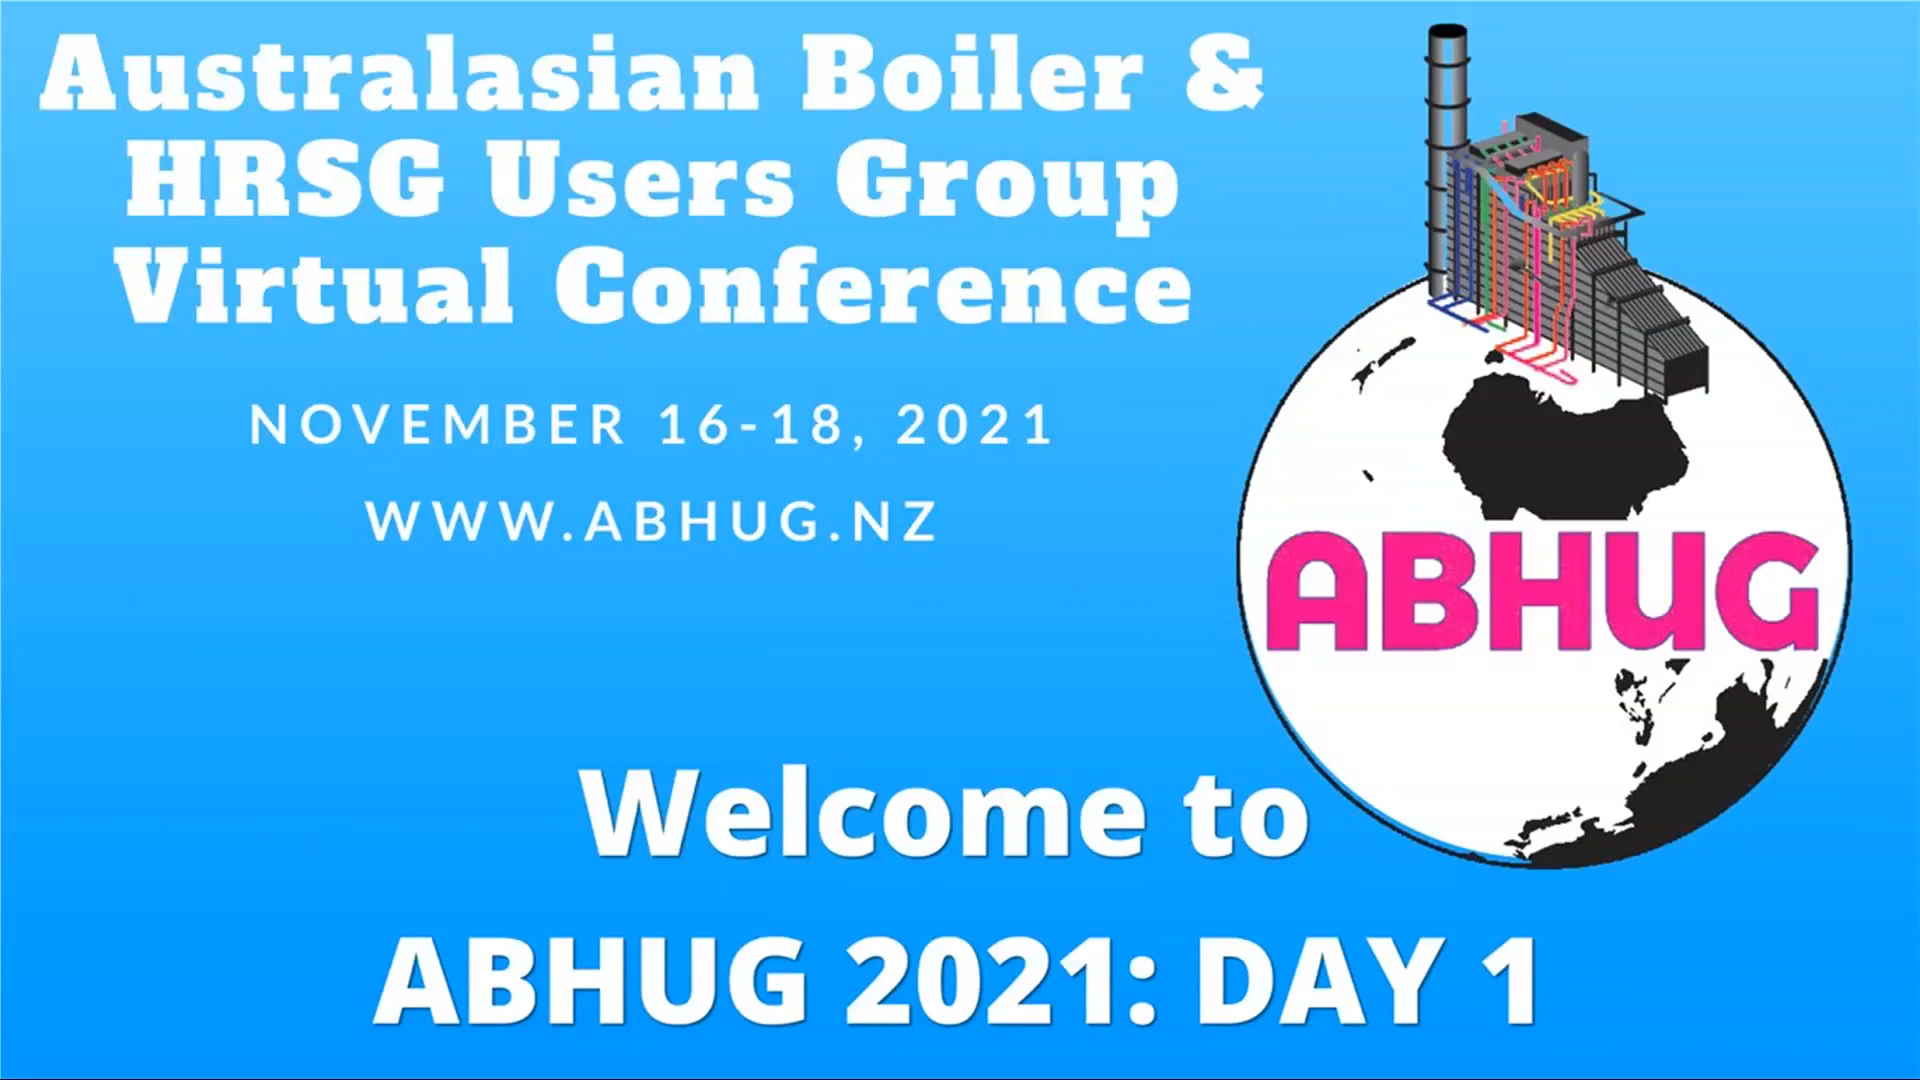 Australasian Boiler &
HRSG Users Group
Virtual Conference
NOVEMBER 16-18, 2021
WWW.ABHUG.NZ
ABHUG
Welcome to
ABHUG 2021: DAY 1